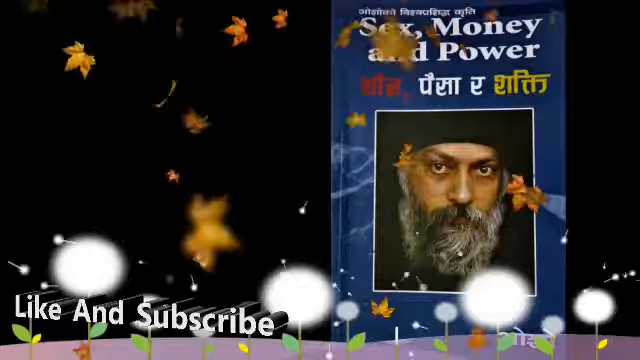 ओशोको विश्वप्रसिद्ध कृति
Sex, Money
and Power
यौन, पैसा र शक्ति
Like And Subscribe